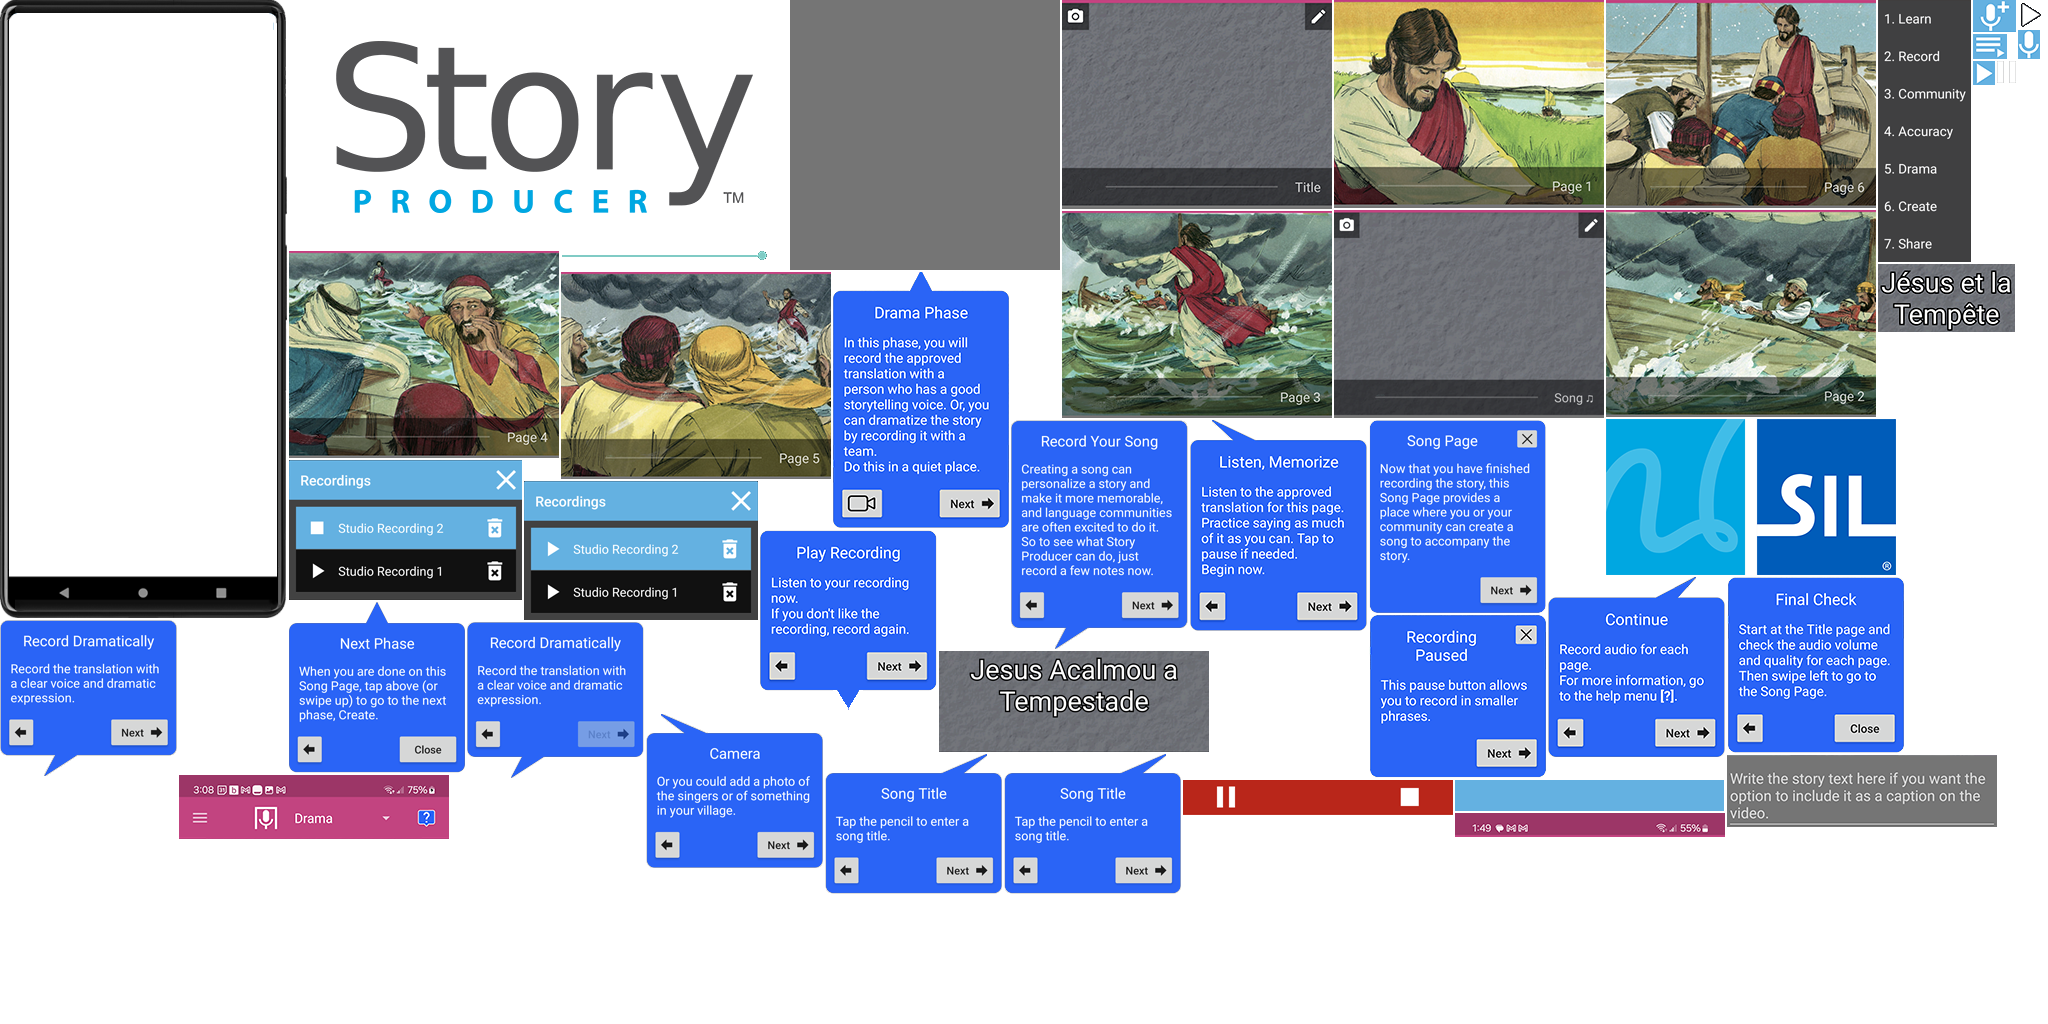 Story
PRODUCER
TM
Title
Page 1
Page 6
1. Learn
2. Record
3. Community
4. Accuracy
5. Drama
6. Create
7. Share
Page 3
Song ♫
Page 2
Jésus et la
Tempête
Page 4
Page 5
Drama Phase
In this phase, you will
record the approved
translation with a
person who has a good
storytelling voice. Or, you
can dramatize the story
by recording it with a
team.
Do this in a quiet place.
Next
Recordings
Studio Recording 2
Studio Recording 1
Recordings
Studio Recording 2
Studio Recording 1
Play Recording
Listen to your recording
now.
If you don't like the
recording, record again.
Next
Record Your Song
Creating a song can
personalize a story and
make it more memorable,
and language communities
are often excited to do it.
So to see what Story
Producer can do, just
record a few notes now.
Next
Listen, Memorize
Listen to the approved
translation for this page.
Practice saying as much
of it as you can. Tap to
pause if needed.
Begin now.
Next
Song Page
Now that you have finished
recording the story, this
Song Page provides a
place where you or your
community can create a
song to accompany the
story.
Next
SIL
®
Record Dramatically
Record the translation with
a clear voice and dramatic
expression.
Next
Next Phase
When you are done on this
Song Page, tap above (or
swipe up) to go to the next
phase, Create.
Close
Record Dramatically
Record the translation with
a clear voice and dramatic
expression.
Next
Jesus Acalmou a
Tempestade
Recording
Paused
This pause button allows
you to record in smaller
phrases.
Next
Continue
Record audio for each
page.
For more information, go
to the help menu [?].
Next
Final Check
Start at the Title page and
check the audio volume
and quality for each page.
Then swipe left to go to
the Song Page.
Close
Camera
Or you could add a photo of
the singers or of something
in your village.
Next
Song Title
Tap the pencil to enter a
song title.
Next
Song Title
Tap the pencil to enter a
song title.
Next
3:08
75%
Drama
?
1:49
55%
Write the story text here if you want the
option to include it as a caption on the
video.